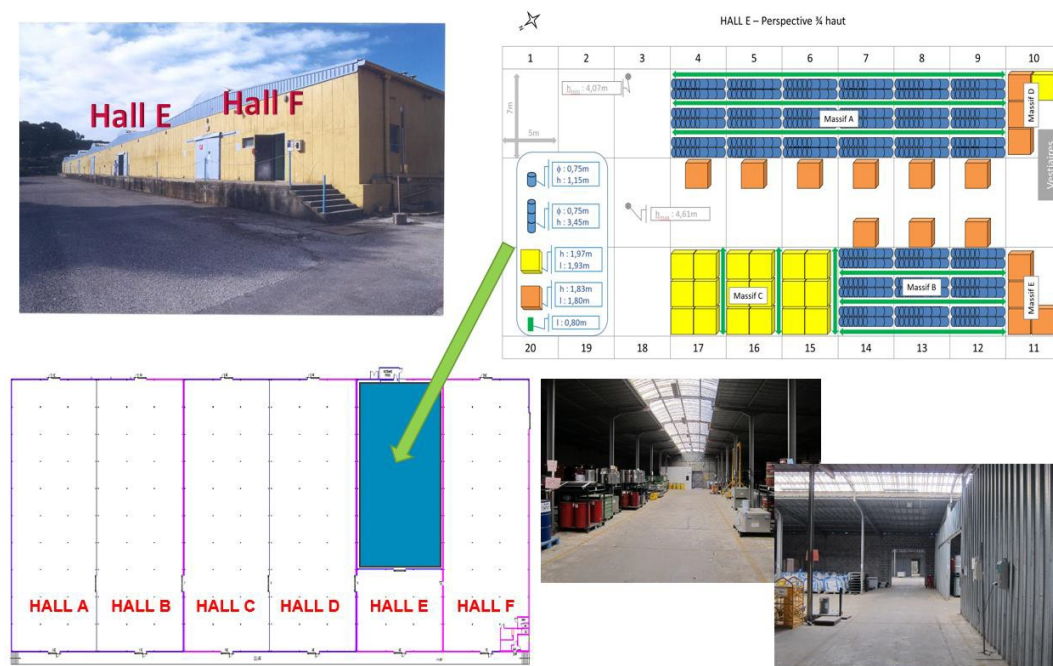 Hall E
Hall F
HALL E – Perspective ¾ haut
1 2 3 4 5 6 7 8 9 10
7m
5m
hmin : 4,07m
Massif A
Massif D
Vestiaires
ϕ : 0,75m
h : 1,15m
ϕ : 0,75m
h : 3,45m
hmax : 4,61m
h : 1,97m
l : 1,93m
h : 1,83m
l : 1,80m
l : 0,80m
Massif C
Massif B
Massif E
20 19 18 17 16 15 14 13 12 11
HALL A
HALL B
HALL C
HALL D
HALL E
HALL F